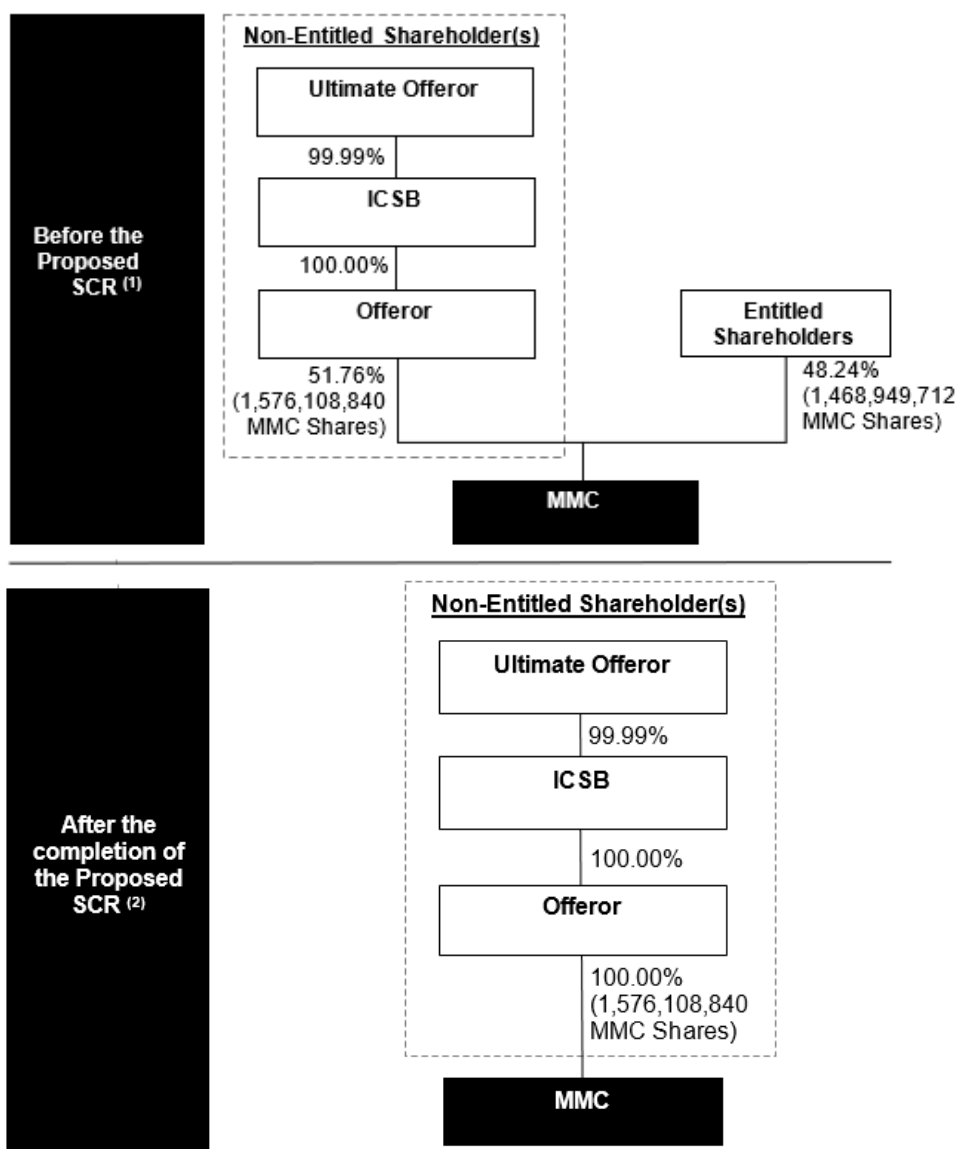 Before the
Proposed
SCR (1)
Non-Entitled Shareholder(s)
Ultimate Offeror
99.99%
ICSB
100.00%
Offeror
51.76%
(1,576,108,840
MMC Shares)
Entitled
Shareholders
48.24%
(1,468,949,712
MMC Shares)
MMC
After the
completion of
the Proposed
SCR (2)
Non-Entitled Shareholder(s)
Ultimate Offeror
99.99%
ICSB
100.00%
Offeror
100.00%
(1,576,108,840
MMC Shares)
MMC